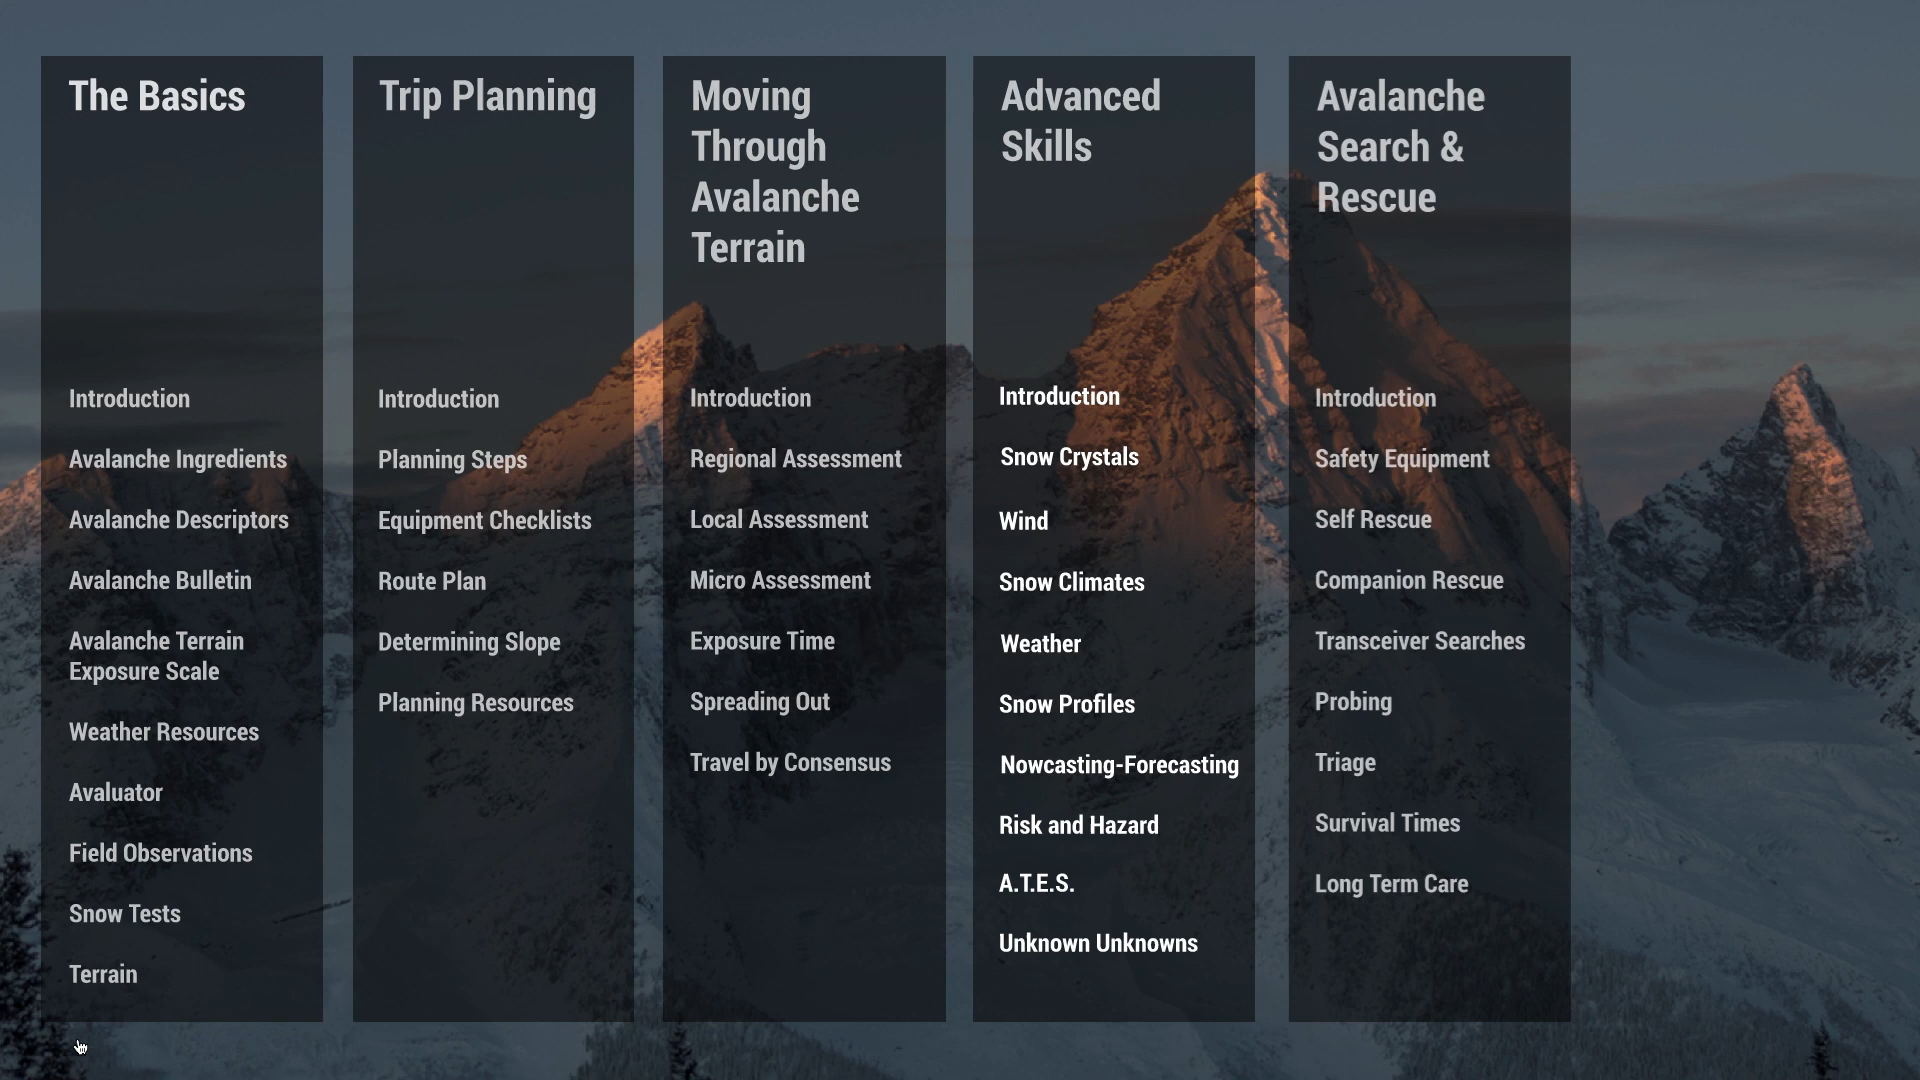 The Basics
Introduction
Avalanche Ingredients
Avalanche Descriptors
Avalanche Bulletin
Avalanche Terrain
Exposure Scale
Weather Resources
Avaluator
Field Observations
Snow Tests
Terrain
Trip Planning
Introduction
Planning Steps
Equipment Checklists
Route Plan
Determining Slope
Planning Resources
Moving
Through
Avalanche
Terrain
Introduction
Regional Assessment
Local Assessment
Micro Assessment
Exposure Time
Spreading Out
Travel by Consensus
Advanced
Skills
Introduction
Snow Crystals
Wind
Snow Climates
Weather
Snow Profiles
Nowcasting-Forecasting
Risk and Hazard
A.T.E.S.
Unknown Unknowns
Avalanche
Search &
Rescue
Introduction
Safety Equipment
Self Rescue
Companion Rescue
Transceiver Searches
Probing
Triage
Survival Times
Long Term Care